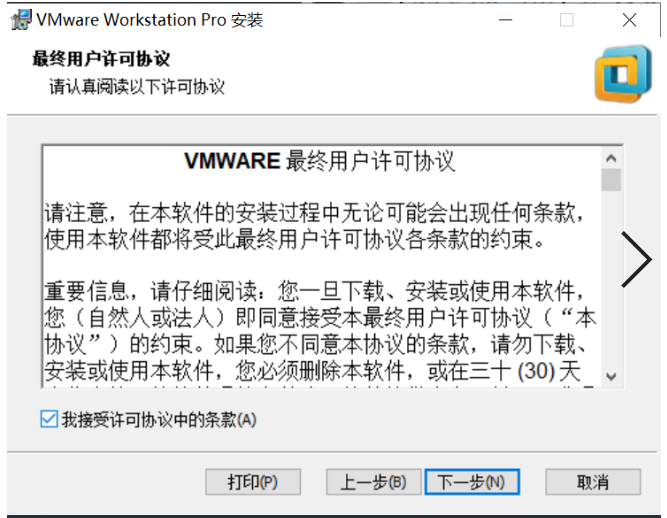 VMware Workstation Pro 安装
最终用户许可协议
请认真阅读以下许可协议
VMWARE 最终用户许可协议
请注意，在本软件的安装过程中无论可能会出现任何条款，
使用本软件都将受此最终用户许可协议各条款的约束。
重要信息，请仔细阅读：您一旦下载、安装或使用本软件，
您（自然人或法人）即同意接受本最终用户许可协议（“本
协议”）的约束。如果您不同意本协议的条款，请勿下载、
安装或使用本软件，您必须删除本软件，或在三十 (30) 天
我接受许可协议中的条款(A)
打印(P) 上一步(B) 下一步(N) 取消